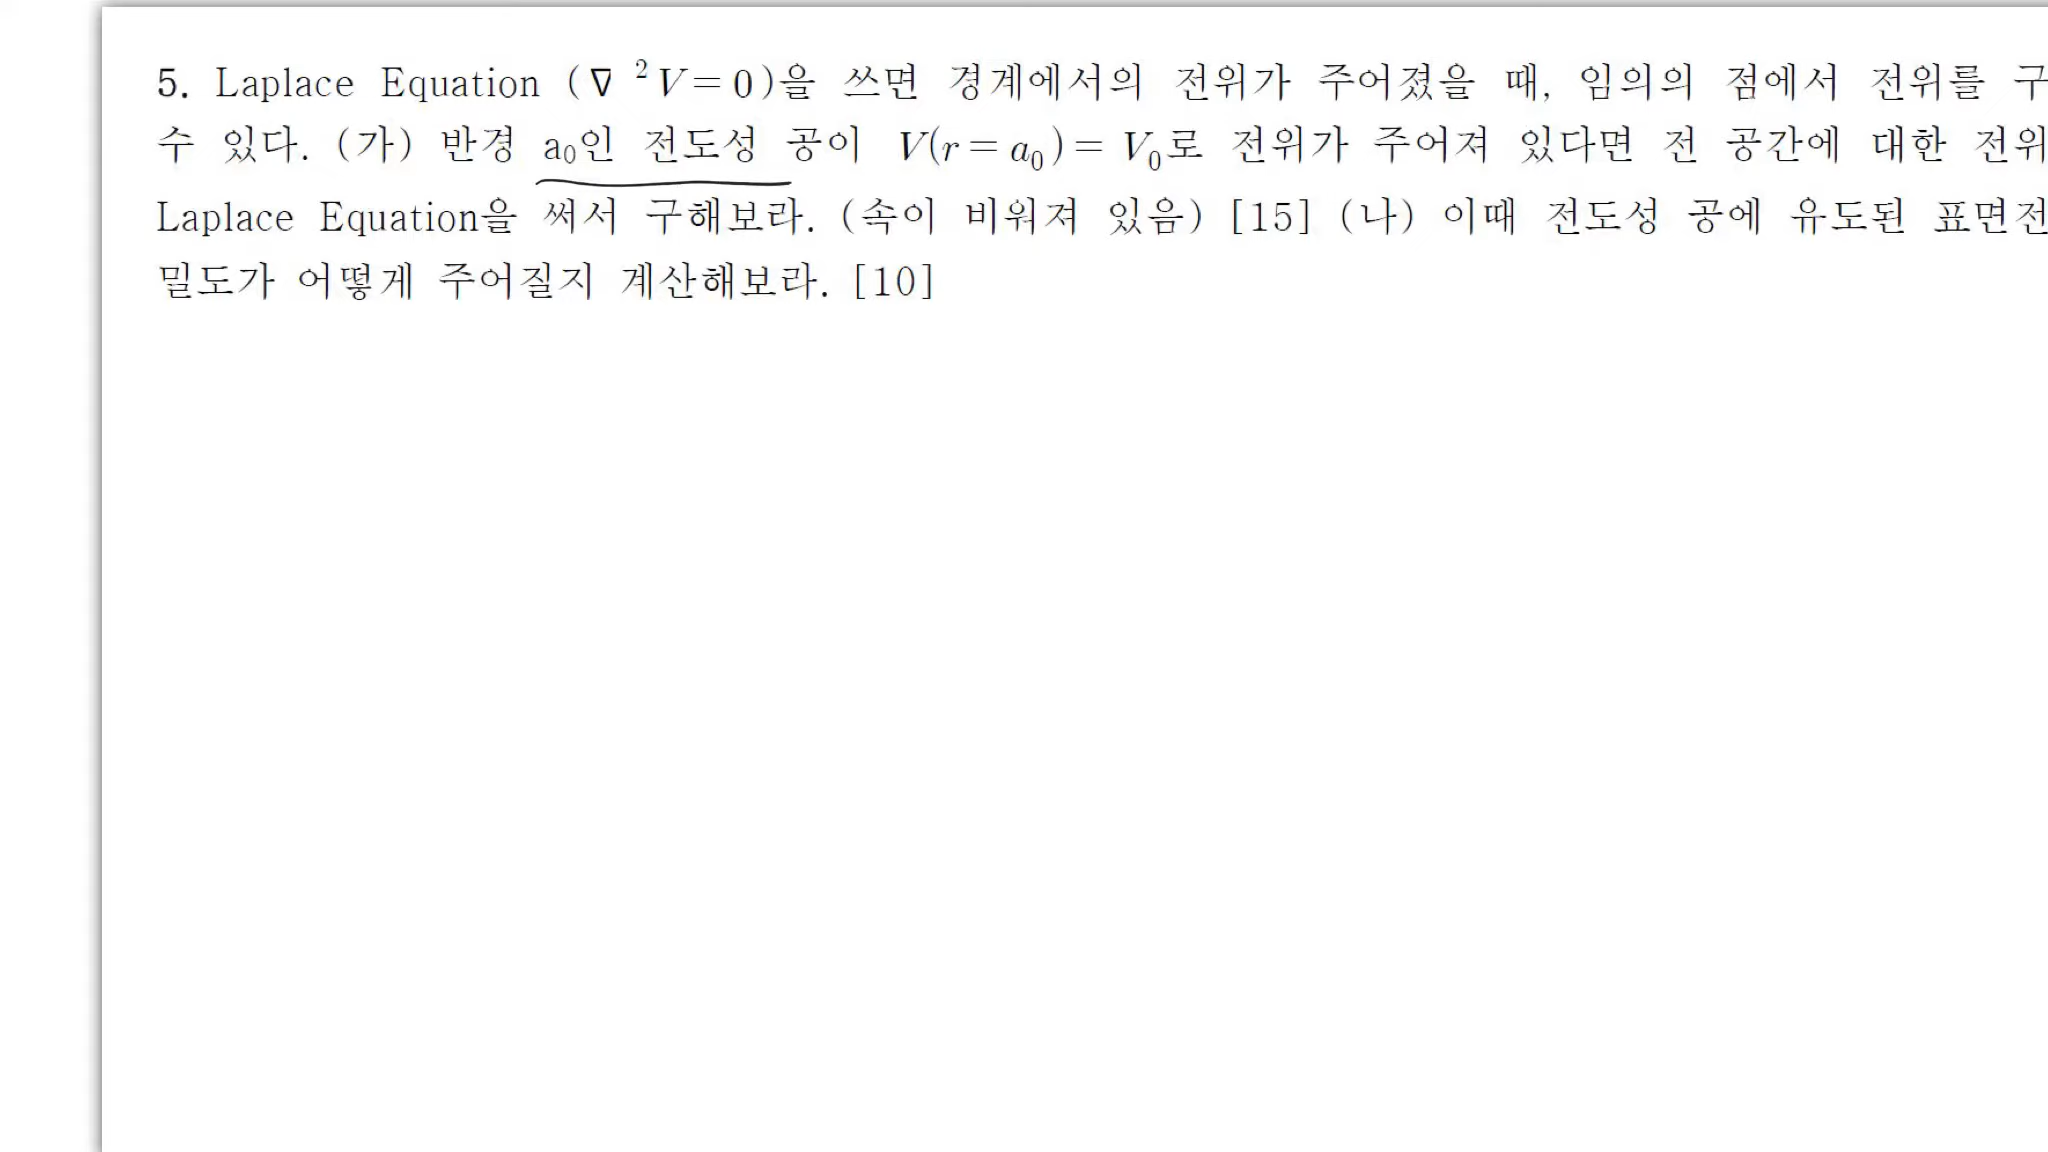 5. Laplace Equation (∇ ²V=0)을 쓰면 경계에서의 전위가 주어졌을 때, 임의의 점에서 전위를 구
수 있다. (가) 반경 a₀인 전도성 공이 V(r=a₀)= V₀로 전위가 주어져 있다면 전 공간에 대한 전위
Laplace Equation을 써서 구해보라. (속이 비워져 있음) [15] (나) 이때 전도성 공에 유도된 표면전
밀도가 어떻게 주어질지 계산해보라. [10]